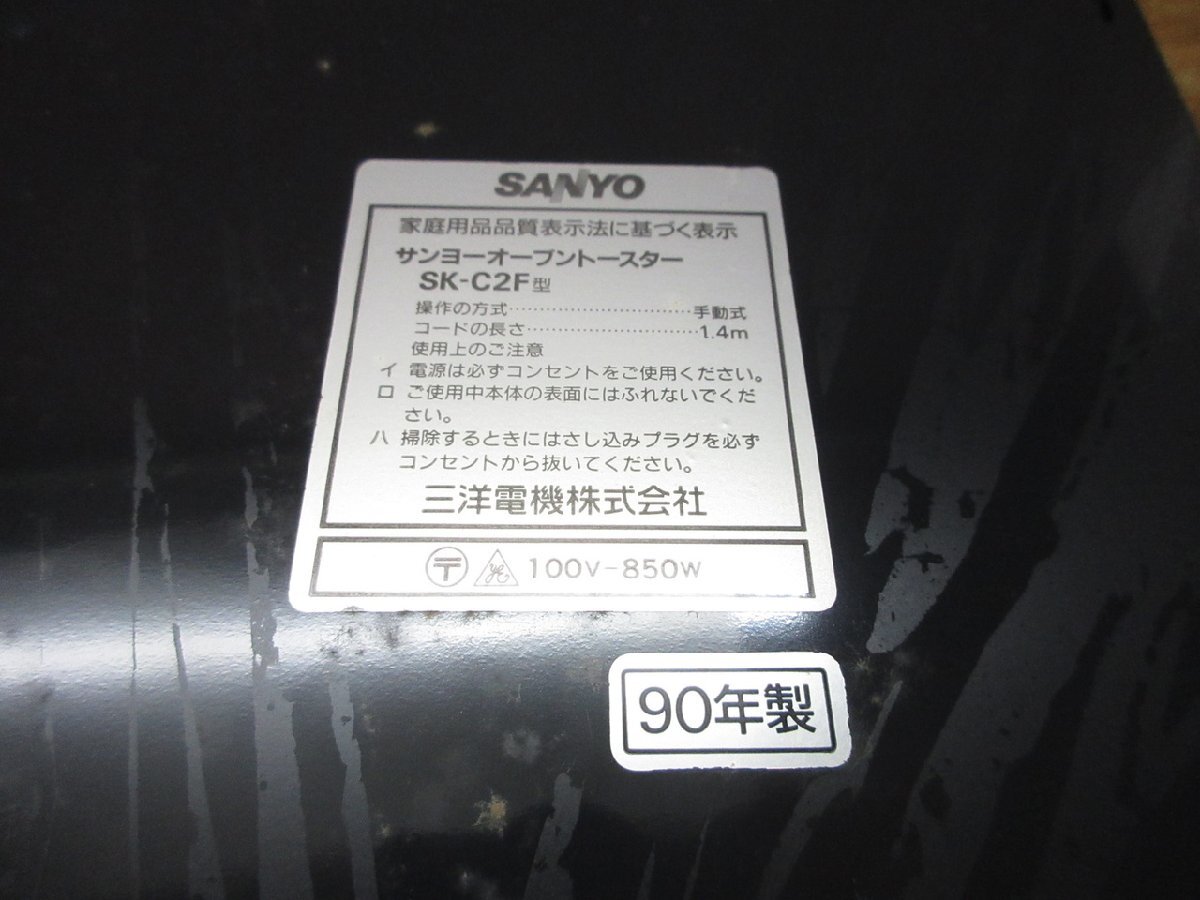 SANYO
家庭用品品質表示法に基づく表示
サンヨーオーブントースター
SK-C2F型
操作の方式‥‥‥‥‥‥‥‥‥‥手動式
コードの長さ‥‥‥‥‥‥‥‥‥1.4m
使用上のご注意
イ 電源は必ずコンセントをご使用ください。
ロ ご使用中本体の表面にはふれないでくだ
さい。
ハ 掃除するときにはさし込みプラグを必ず
コンセントから抜いてください。
三洋電機株式会社
〒 100V-850W
90年製